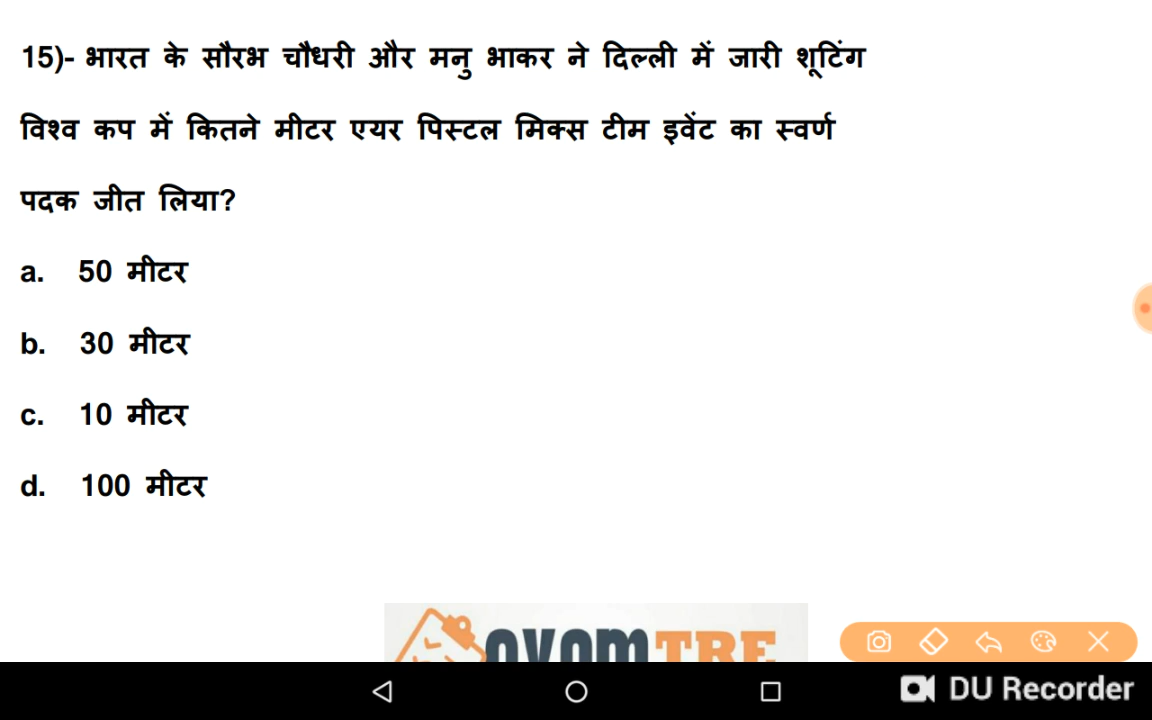 15)- भारत के सौरभ चौधरी और मनु भाकर ने दिल्ली में जारी शूटिंग
विश्व कप में कितने मीटर एयर पिस्टल मिक्स टीम इवेंट का स्वर्ण
पदक जीत लिया?
a. 50 मीटर
b. 30 मीटर
c. 10 मीटर
d. 100 मीटर
DU Recorder